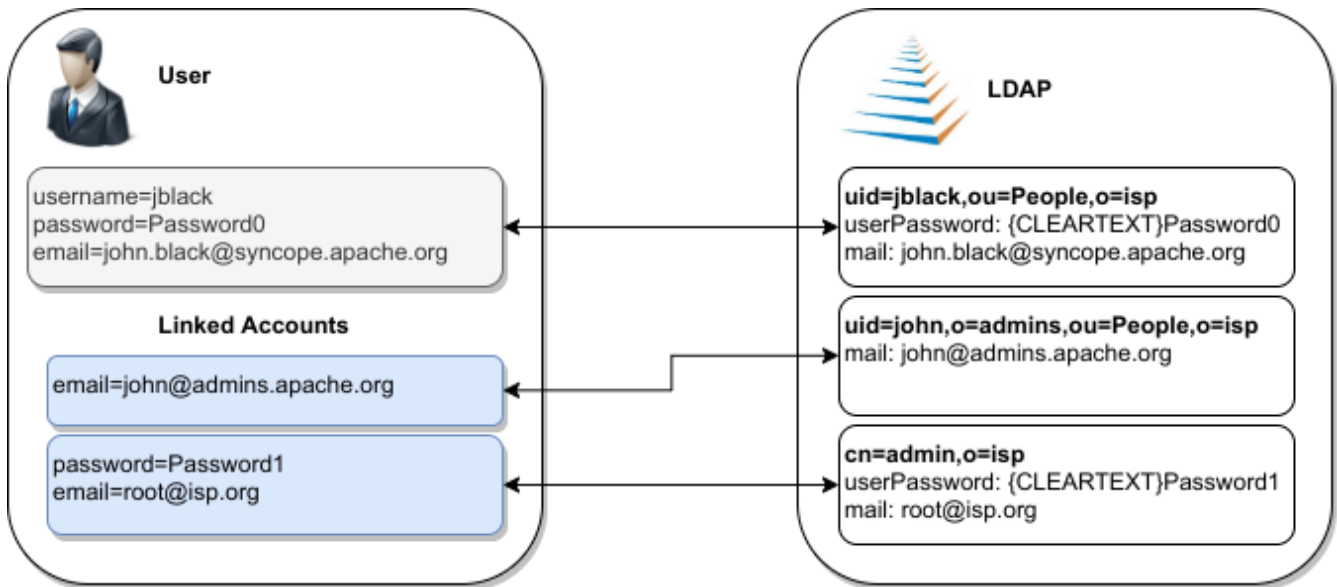 User
username=jblack
password=Password0
email=john.black@syncope.apache.org
Linked Accounts
email=john@admins.apache.org
password=Password1
email=root@isp.org
LDAP
uid=jblack,ou=People,o=isp
userPassword: {CLEARTEXT}Password0
mail: john.black@syncope.apache.org
uid=john,o=admins,ou=People,o=isp
mail: john@admins.apache.org
cn=admin,o=isp
userPassword: {CLEARTEXT}Password1
mail: root@isp.org